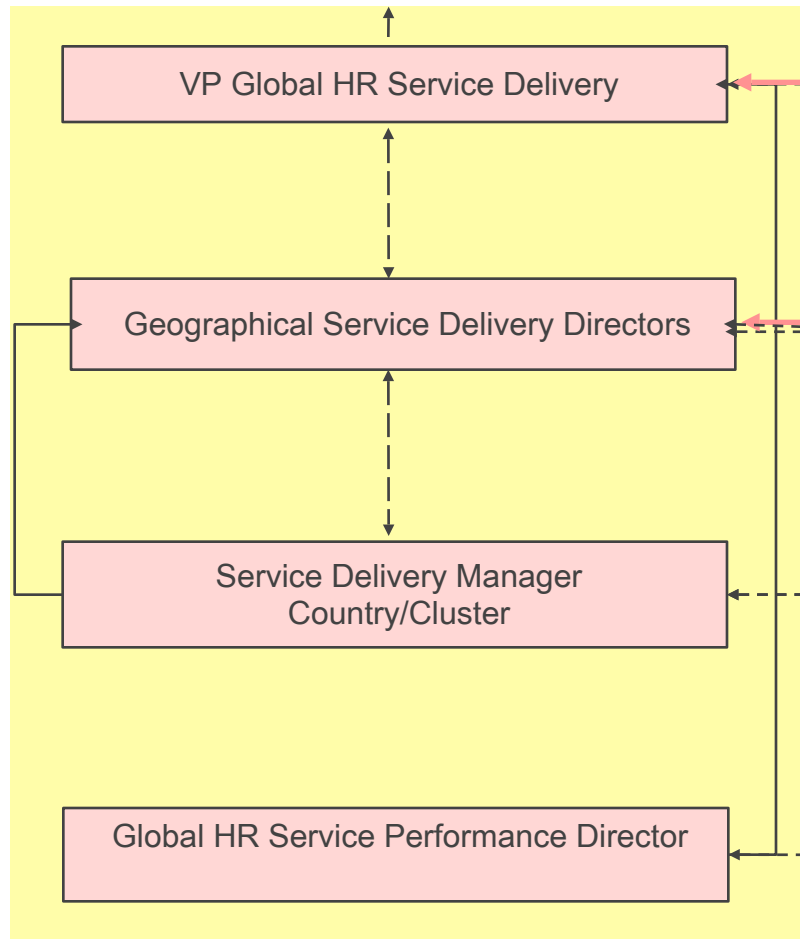 VP Global HR Service Delivery
Geographical Service Delivery Directors
Service Delivery Manager
Country/Cluster
Global HR Service Performance Director